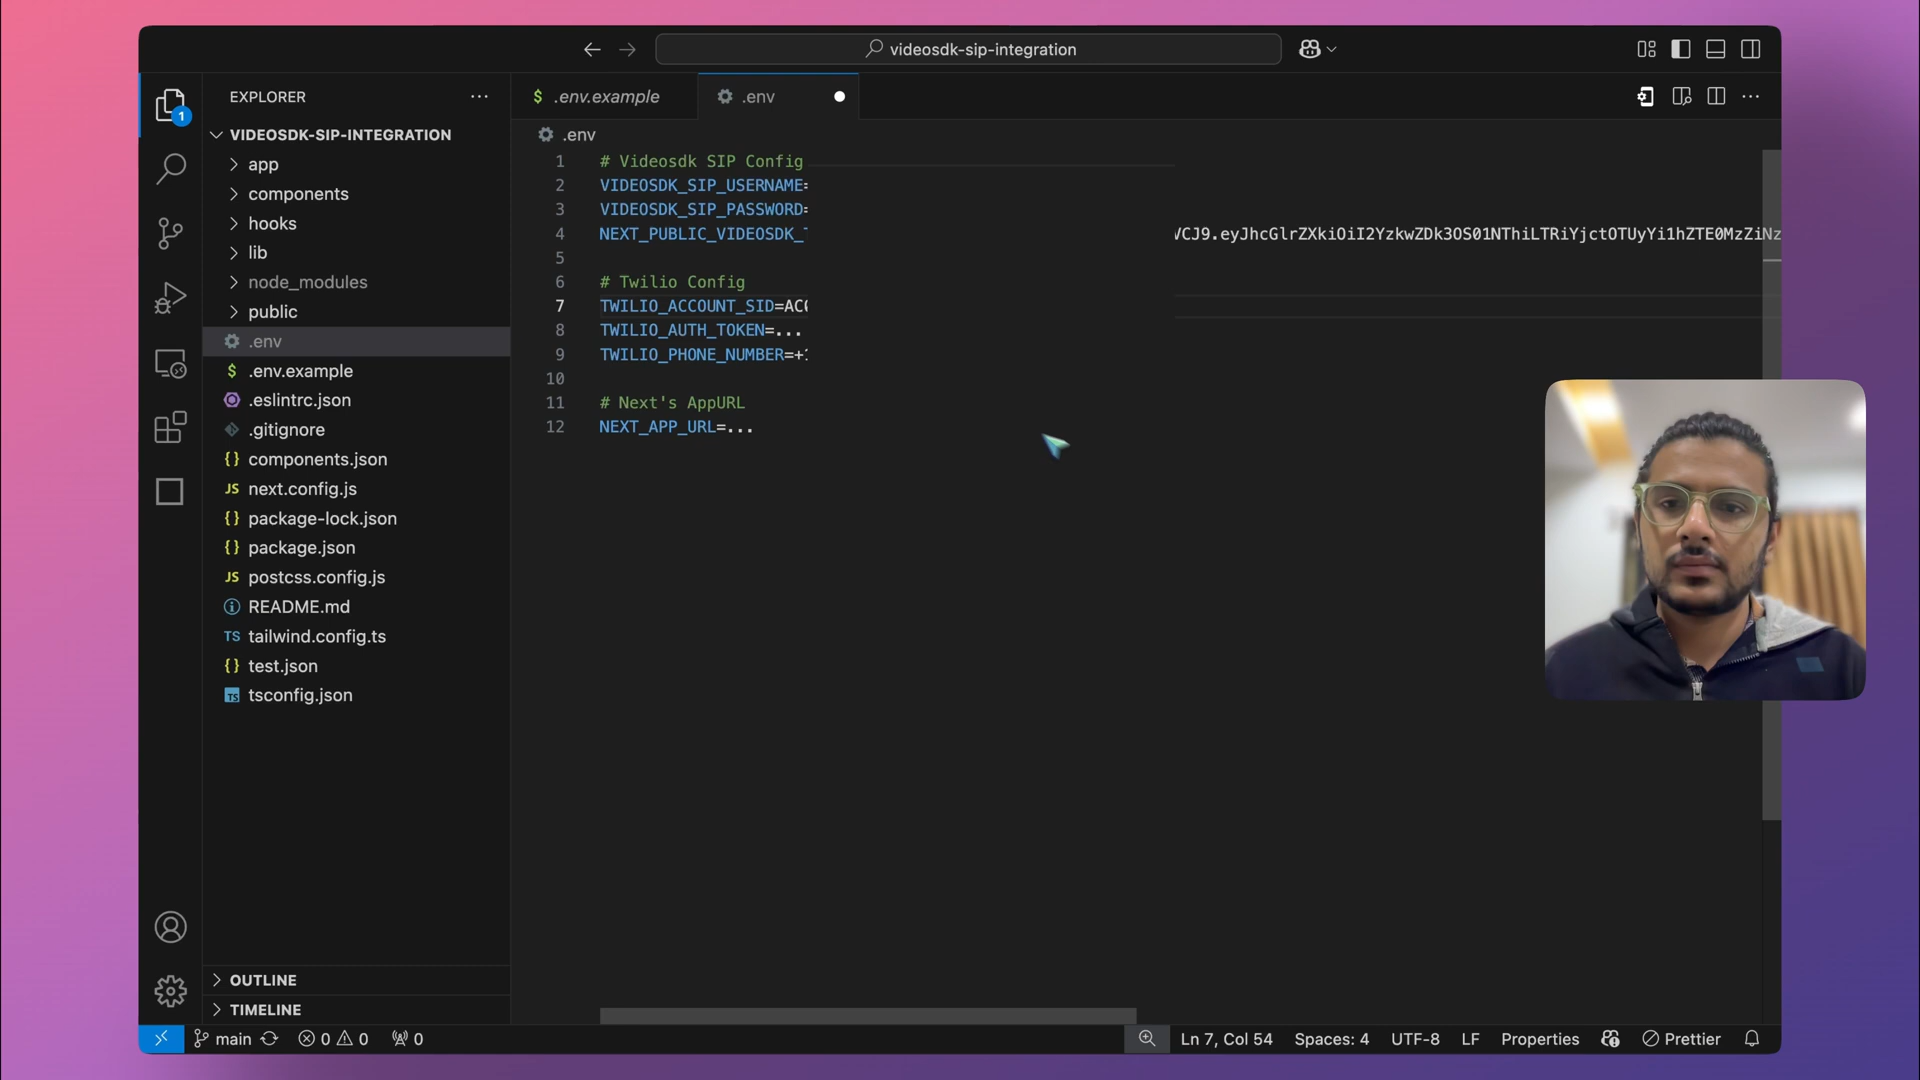 videosdk-sip-integration
EXPLORER
.env.example
.env
1
VIDEOSDK-SIP-INTEGRATION
app
components
hooks
lib
node_modules
public
.env
.env.example
.eslintrc.json
.gitignore
components.json
next.config.js
package-lock.json
package.json
postcss.config.js
README.md
tailwind.config.ts
test.json
tsconfig.json
OUTLINE
TIMELINE
.env
1 # Videosdk SIP Config
2 VIDEOSDK_SIP_USERNAME=
3 VIDEOSDK_SIP_PASSWORD=
4 NEXT_PUBLIC_VIDEOSDK_
5
6 # Twilio Config
7 TWILIO_ACCOUNT_SID=AC
8 TWILIO_AUTH_TOKEN=...
9 TWILIO_PHONE_NUMBER=+1
10
11 # Next's AppURL
12 NEXT_APP_URL=...
main 0 0 0 Ln 7, Col 54 Spaces: 4 UTF-8 LF Properties Prettier